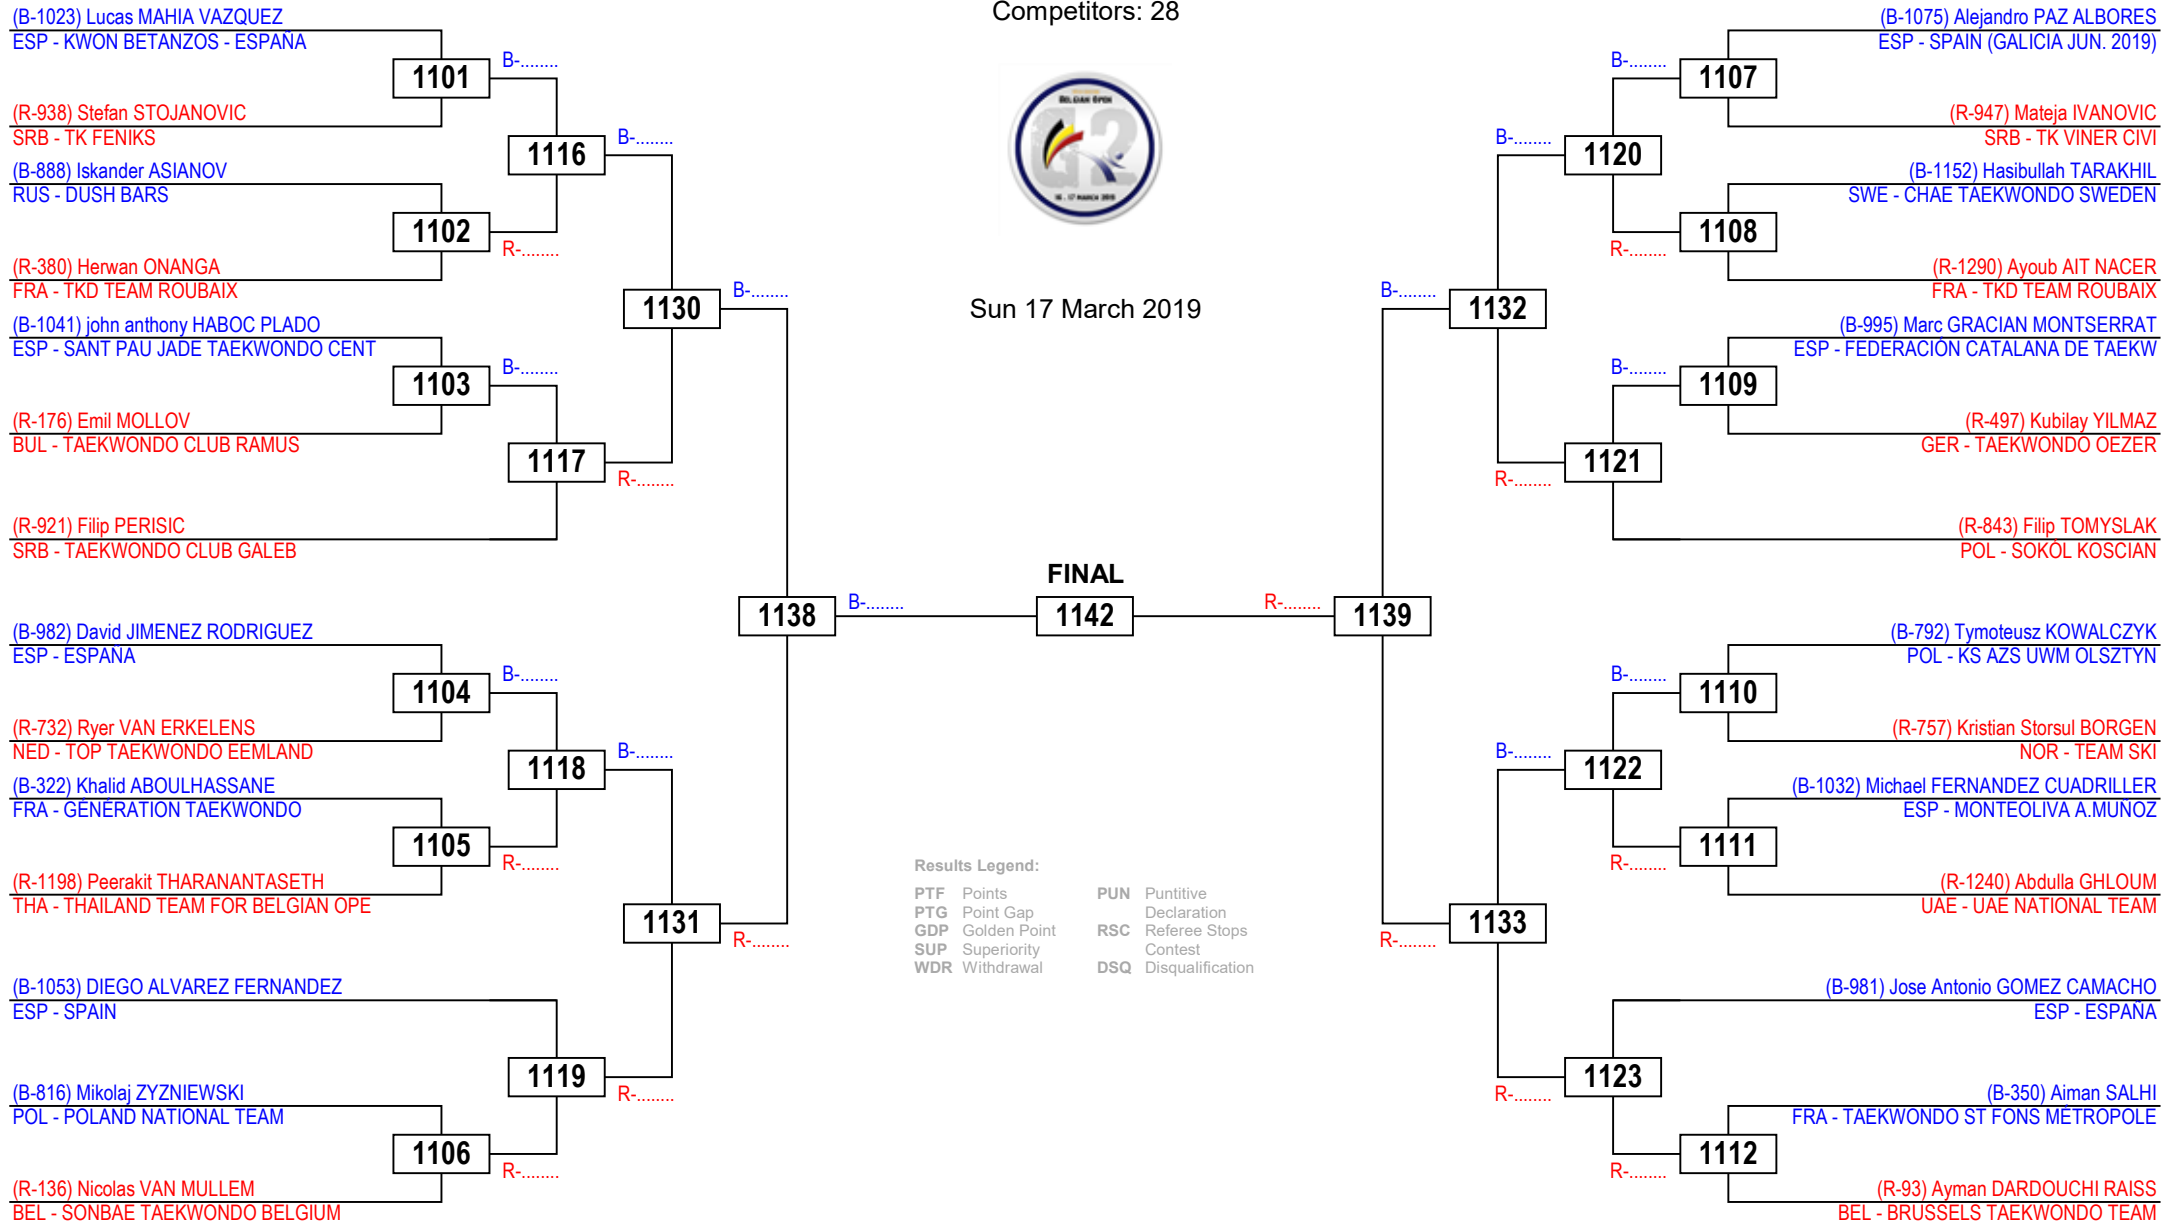 Competitors: 28
BELGIAN OPEN
G2
16 - 17 MARCH 2019
Sun 17 March 2019
(B-1023) Lucas MAHIA VAZQUEZ
ESP - KWON BETANZOS - ESPAÑA
1101
B-........
(R-938) Stefan STOJANOVIC
SRB - TK FENIKS
1116
B-........
(B-888) Iskander ASIANOV
RUS - DUSH BARS
1102
R-........
(R-380) Herwan ONANGA
FRA - TKD TEAM ROUBAIX
1130
B-........
(B-1041) john anthony HABOC PLADO
ESP - SANT PAU JADE TAEKWONDO CENT
1103
B-........
(R-176) Emil MOLLOV
BUL - TAEKWONDO CLUB RAMUS
1117
R-........
(R-921) Filip PERISIC
SRB - TAEKWONDO CLUB GALEB
1138
B-........
(B-982) David JIMENEZ RODRIGUEZ
ESP - ESPAÑA
1104
B-........
(R-732) Ryer VAN ERKELENS
NED - TOP TAEKWONDO EEMLAND
1118
B-........
(B-322) Khalid ABOULHASSANE
FRA - GÉNÉRATION TAEKWONDO
1105
R-........
(R-1198) Peerakit THARANANTASETH
THA - THAILAND TEAM FOR BELGIAN OPE
1131
R-........
(B-1053) DIEGO ALVAREZ FERNANDEZ
ESP - SPAIN
1119
R-........
(B-816) Mikolaj ZYZNIEWSKI
POL - POLAND NATIONAL TEAM
1106
R-........
(R-136) Nicolas VAN MULLEM
BEL - SONBAE TAEKWONDO BELGIUM
FINAL
1142
Results Legend:
PTF Points
PTG Point Gap
GDP Golden Point
SUP Superiority
WDR Withdrawal
PUN Puntitive
Declaration
RSC Referee Stops
Contest
DSQ Disqualification
(B-1075) Alejandro PAZ ALBORES
ESP - SPAIN (GALICIA JUN. 2019)
B-........
1107
(R-947) Mateja IVANOVIC
SRB - TK VINER CIVI
B-........
1120
(B-1152) Hasibullah TARAKHIL
SWE - CHAE TAEKWONDO SWEDEN
R-........
1108
(R-1290) Ayoub AIT NACER
FRA - TKD TEAM ROUBAIX
B-........
1132
(B-995) Marc GRACIAN MONTSERRAT
ESP - FEDERACIÓN CATALANA DE TAEKW
B-........
1109
(R-497) Kubilay YILMAZ
GER - TAEKWONDO OEZER
R-........
1121
(R-843) Filip TOMYSLAK
POL - SOKÓL KOSCIAN
R-........
1139
(B-792) Tymoteusz KOWALCZYK
POL - KS AZS UWM OLSZTYN
B-........
1110
(R-757) Kristian Storsul BORGEN
NOR - TEAM SKI
B-........
1122
(B-1032) Michael FERNANDEZ CUADRILLER
ESP - MONTEOLIVA A.MUÑOZ
R-........
1111
(R-1240) Abdulla GHLOUM
UAE - UAE NATIONAL TEAM
R-........
1133
(B-981) Jose Antonio GOMEZ CAMACHO
ESP - ESPAÑA
R-........
1123
(B-350) Aiman SALHI
FRA - TAEKWONDO ST FONS MÉTROPOLE
R-........
1112
(R-93) Ayman DARDOUCHI RAISS
BEL - BRUSSELS TAEKWONDO TEAM